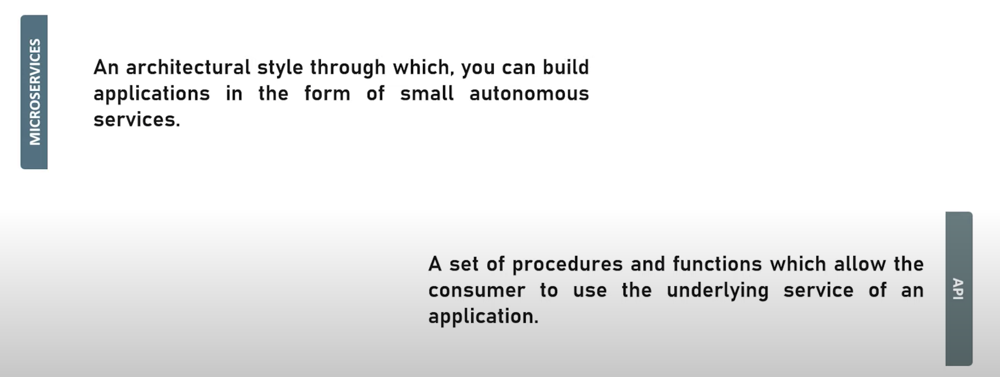 MICROSERVICES
An architectural style through which, you can build
applications in the form of small autonomous
services.
A set of procedures and functions which allow the
consumer to use the underlying service of an
application.
API